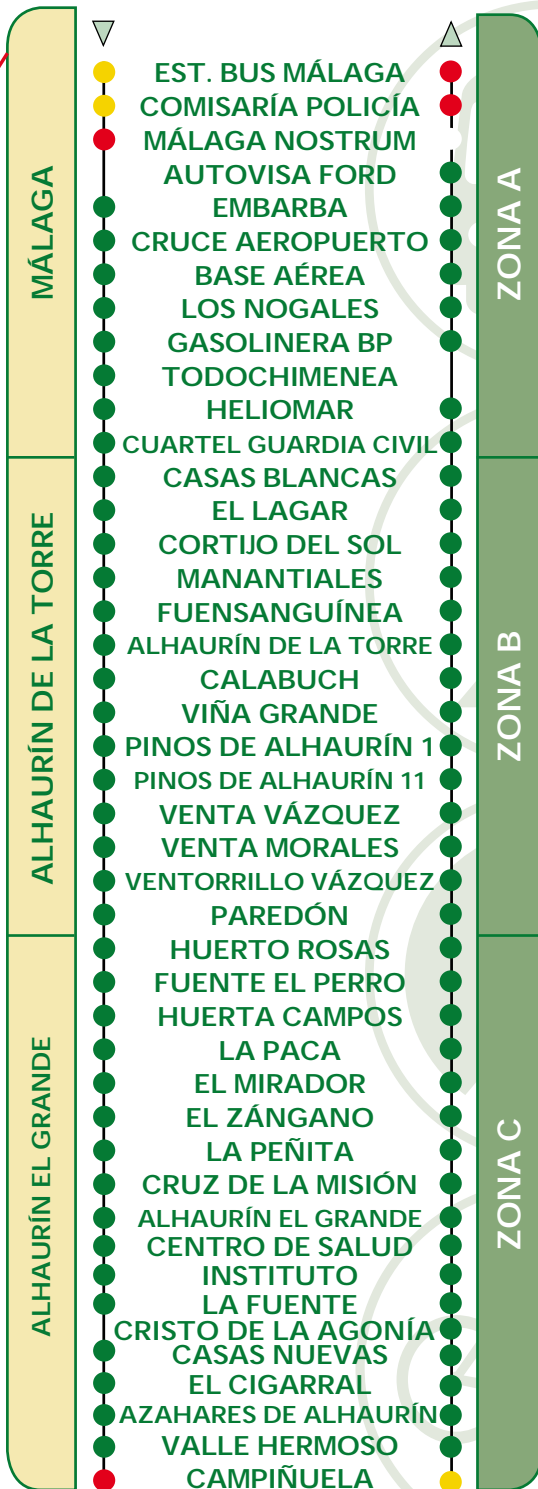 EST. BUS MÁLAGA
COMISARÍA POLICÍA
MÁLAGA NOSTRUM
AUTOVISA FORD
EMBARBA
CRUCE AEROPUERTO
BASE AÉREA
LOS NOGALES
GASOLINERA BP
TODOCHIMENEA
HELIOMAR
CUARTEL GUARDIA CIVIL
CASAS BLANCAS
EL LAGAR
CORTIJO DEL SOL
MANANTIALES
FUENSANGUÍNEA
ALHAURÍN DE LA TORRE
CALABUCH
VIÑA GRANDE
PINOS DE ALHAURÍN 1
PINOS DE ALHAURÍN 11
VENTA VÁZQUEZ
VENTA MORALES
VENTORRILLO VÁZQUEZ
PAREDÓN
HUERTO ROSAS
FUENTE EL PERRO
HUERTA CAMPOS
LA PACA
EL MIRADOR
EL ZÁNGANO
LA PEÑITA
CRUZ DE LA MISIÓN
ALHAURÍN EL GRANDE
CENTRO DE SALUD
INSTITUTO
LA FUENTE
CRISTO DE LA AGONÍA
CASAS NUEVAS
EL CIGARRAL
AZAHARES DE ALHAURÍN
VALLE HERMOSO
CAMPIÑUELA
MÁLAGA
ALHAURÍN DE LA TORRE
ALHAURÍN EL GRANDE
ZONA A
ZONA B
ZONA C